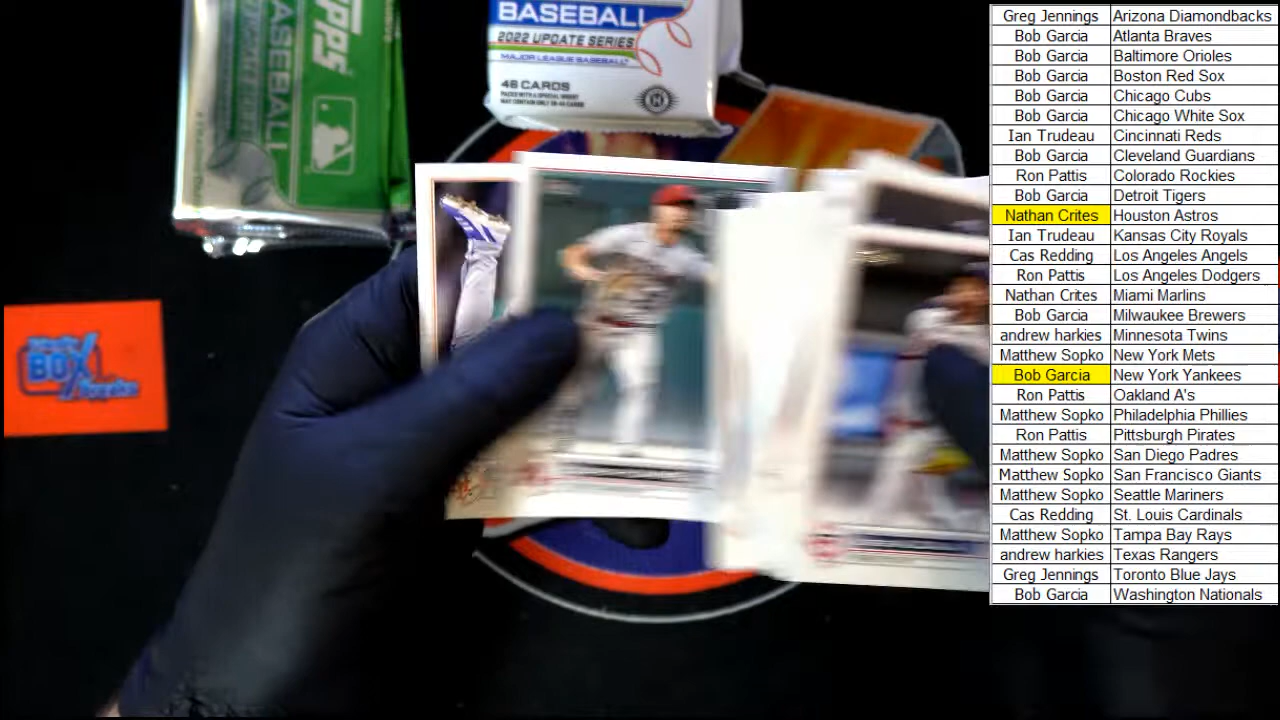 BASEBALL
2022 UPDATE SERIES
MAJOR LEAGUE BASEBALL
46 CARDS
TOPPS
BASEBALL
MLB
BOX
Greg Jennings Arizona Diamondbacks
Bob Garcia Atlanta Braves
Bob Garcia Baltimore Orioles
Bob Garcia Boston Red Sox
Bob Garcia Chicago Cubs
Bob Garcia Chicago White Sox
Ian Trudeau Cincinnati Reds
Bob Garcia Cleveland Guardians
Ron Pattis Colorado Rockies
Bob Garcia Detroit Tigers
Nathan Crites Houston Astros
Ian Trudeau Kansas City Royals
Cas Redding Los Angeles Angels
Ron Pattis Los Angeles Dodgers
Nathan Crites Miami Marlins
Bob Garcia Milwaukee Brewers
andrew harkies Minnesota Twins
Matthew Sopko New York Mets
Bob Garcia New York Yankees
Ron Pattis Oakland A's
Matthew Sopko Philadelphia Phillies
Ron Pattis Pittsburgh Pirates
Matthew Sopko San Diego Padres
Matthew Sopko San Francisco Giants
Matthew Sopko Seattle Mariners
Cas Redding St. Louis Cardinals
Matthew Sopko Tampa Bay Rays
andrew harkies Texas Rangers
Greg Jennings Toronto Blue Jays
Bob Garcia Washington Nationals